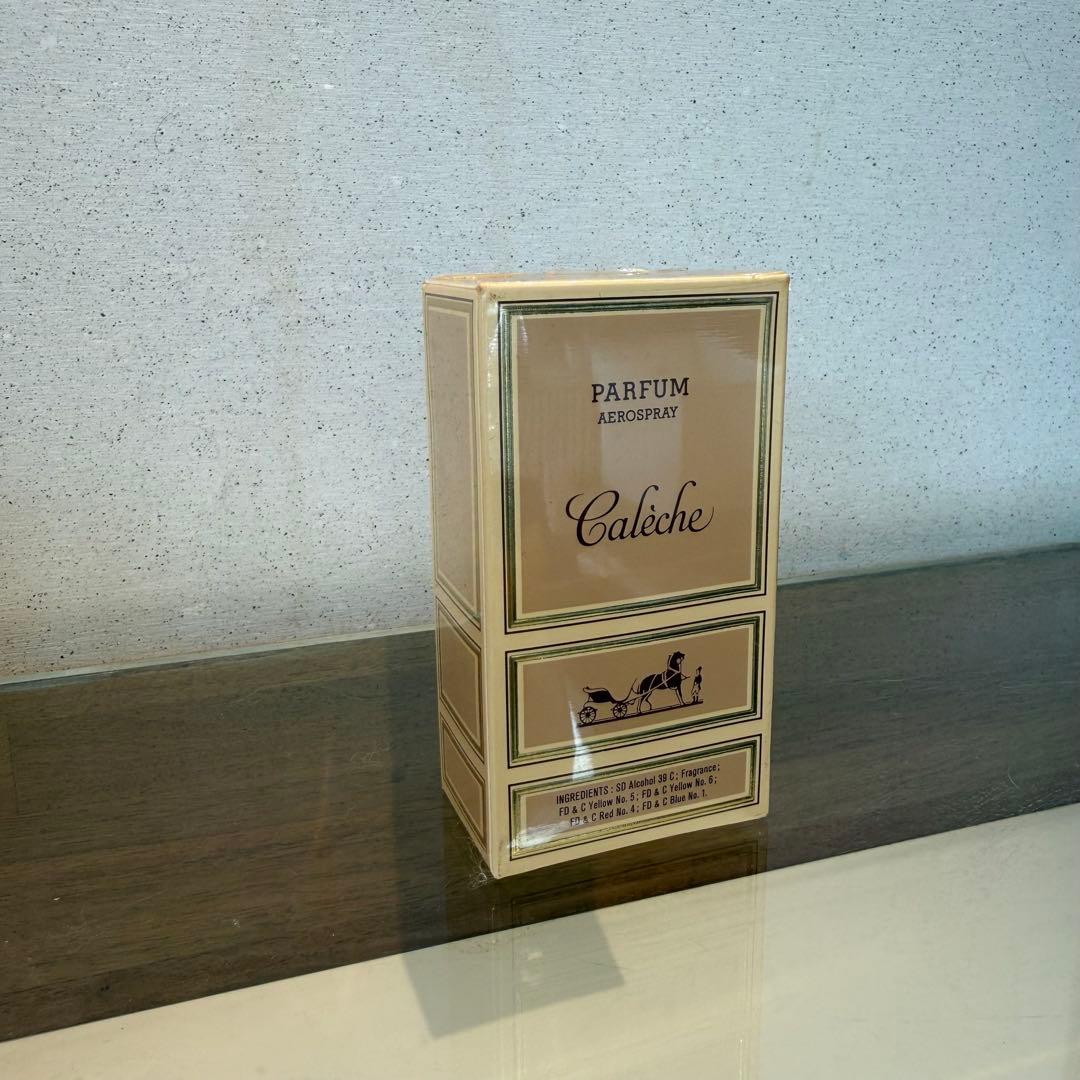 PARFUM
AEROSPRAY
Calèche
INGREDIENTS : SD Alcohol 39 C ; Fragrance ;
FD & C Yellow No. 5 ; FD & C Yellow No. 6 ;
FD & C Red No. 4 ; FD & C Blue No. 1.